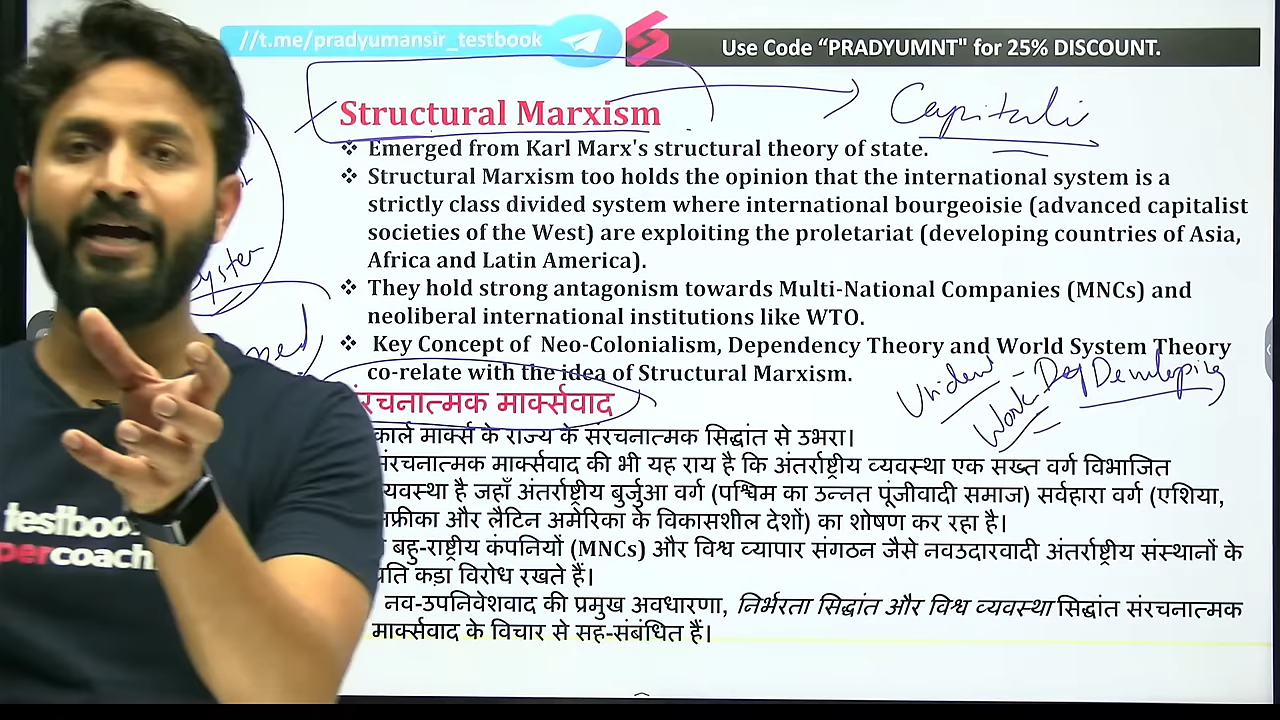 //t.me/pradyumansir_testbook
Use Code “PRADYUMNT" for 25% DISCOUNT.
Structural Marxism
Capitali
❖ Emerged from Karl Marx's structural theory of state.
❖ Structural Marxism too holds the opinion that the international system is a
strictly class divided system where international bourgeoisie (advanced capitalist
societies of the West) are exploiting the proletariat (developing countries of Asia,
Africa and Latin America).
❖ They hold strong antagonism towards Multi-National Companies (MNCs) and
neoliberal international institutions like WTO.
❖ Key Concept of Neo-Colonialism, Dependency Theory and World System Theory
co-relate with the idea of Structural Marxism.
Developing
कार्ल मार्क्स के राज्य के संरचनात्मक सिद्धांत से उभरा।
संरचनात्मक मार्क्सवाद की भी यह राय है कि अंतर्राष्ट्रीय व्यवस्था एक सख्त वर्ग विभाजित
व्यवस्था है जहाँ अंतर्राष्ट्रीय बुर्जुआ वर्ग (पश्चिम का उन्नत पूंजीवादी समाज) सर्वहारा वर्ग (एशिया,
अफ्रीका और लैटिन अमेरिका के विकासशील देशों) का शोषण कर रहा है।
बहु-राष्ट्रीय कंपनियों (MNCs) और विश्व व्यापार संगठन जैसे नवउदारवादी अंतर्राष्ट्रीय संस्थानों के
प्रति कड़ा विरोध रखते हैं।
नव-उपनिवेशवाद की प्रमुख अवधारणा, निर्भरता सिद्धांत और विश्व व्यवस्था सिद्धांत संरचनात्मक
मार्क्सवाद के विचार से सह-संबंधित हैं।
testboo
percoach